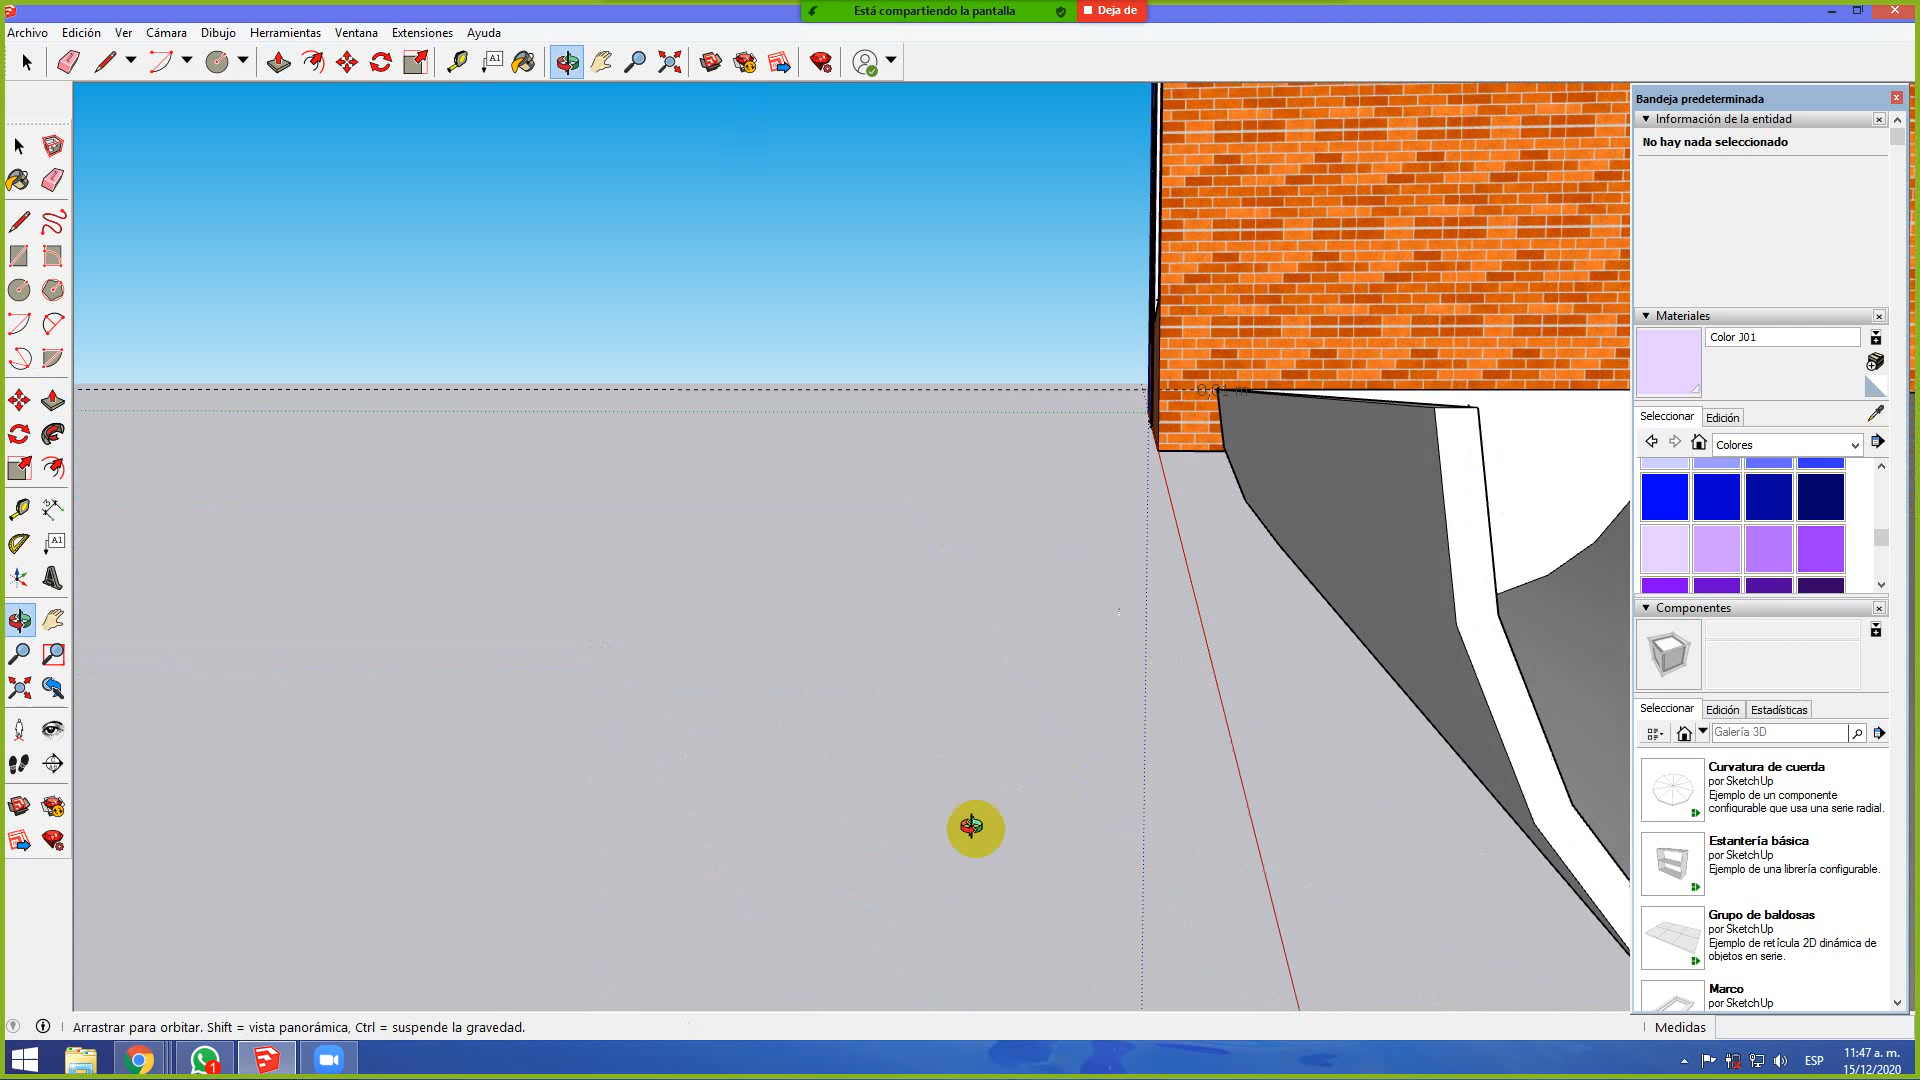 Está compartiendo la pantalla
Deja de
Archivo Edición Ver Cámara Dibujo Herramientas Ventana Extensiones Ayuda
A1
Bandeja predeterminada
Información de la entidad
No hay nada seleccionado
Materiales
Color J01
Seleccionar Edición
Colores
A1
Componentes
Seleccionar Edición Estadísticas
Galería 3D
Curvatura de cuerda
por SketchUp
Ejemplo de un componente
configurable que usa una serie radial.
Estantería básica
por SketchUp
Ejemplo de una librería configurable.
Grupo de baldosas
por SketchUp
Ejemplo de retícula 2D dinámica de
objetos en serie.
Marco
por SketchUp
Arrastrar para orbitar. Shift = vista panorámica, Ctrl = suspende la gravedad.
Medidas
1
ESP
11:47 a. m.
15/12/2020